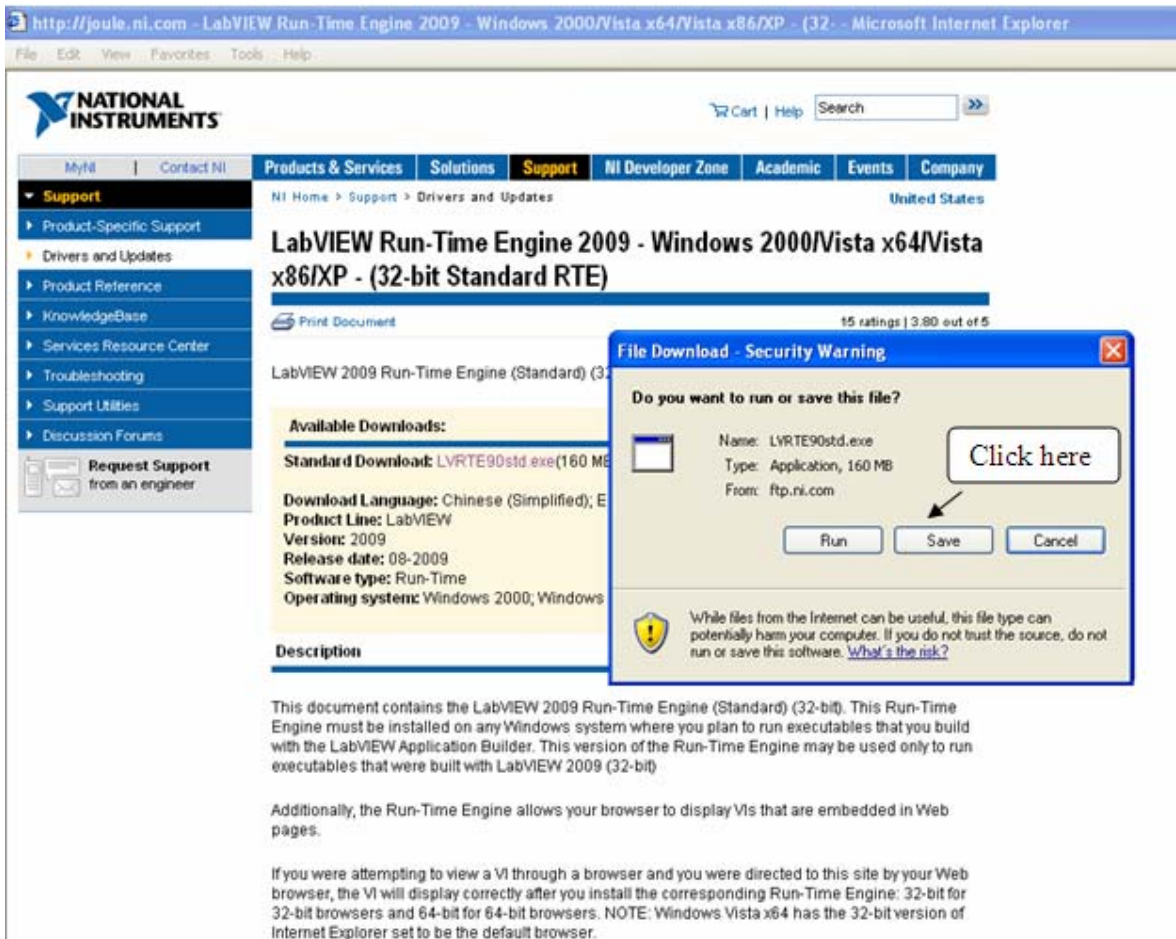 http://joule.ni.com - LabVIEW Run-Time Engine 2009 - Windows 2000/Vista x64/Vista x86/XP - (32- - Microsoft Internet Explorer
File Edit View Favorites Tools Help
NATIONAL
INSTRUMENTS
Cart | Help Search
MyNI | Contact NI
Products & Services Solutions Support NI Developer Zone Academic Events Company
Support
Product-Specific Support
Drivers and Updates
Product Reference
KnowledgeBase
Services Resource Center
Troubleshooting
Support Utilities
Discussion Forums
Request Support
from an engineer
NI Home > Support > Drivers and Updates
United States
LabVIEW Run-Time Engine 2009 - Windows 2000/Vista x64/Vista
x86/XP - (32-bit Standard RTE)
Print Document
15 ratings | 3.80 out of 5
LabVIEW 2009 Run-Time Engine (Standard) (32
Available Downloads:
Standard Download: LVRTE90std.exe(160 MB
Download Language: Chinese (Simplified); E
Product Line: LabVIEW
Version: 2009
Release date: 08-2009
Software type: Run-Time
Operating system: Windows 2000; Windows
Description
File Download - Security Warning
Do you want to run or save this file?
Name: LVRTE90std.exe
Type: Application, 160 MB
From: ftp.ni.com
Click here
Run Save Cancel
While files from the Internet can be useful, this file type can
potentially harm your computer. If you do not trust the source, do not
run or save this software. What's the risk?
This document contains the LabVIEW 2009 Run-Time Engine (Standard) (32-bit). This Run-Time
Engine must be installed on any Windows system where you plan to run executables that you build
with the LabVIEW Application Builder. This version of the Run-Time Engine may be used only to run
executables that were built with LabVIEW 2009 (32-bit)
Additionally, the Run-Time Engine allows your browser to display VIs that are embedded in Web
pages.
If you were attempting to view a VI through a browser and you were directed to this site by your Web
browser, the VI will display correctly after you install the corresponding Run-Time Engine: 32-bit for
32-bit browsers and 64-bit for 64-bit browsers. NOTE: Windows Vista x64 has the 32-bit version of
Internet Explorer set to be the default browser.